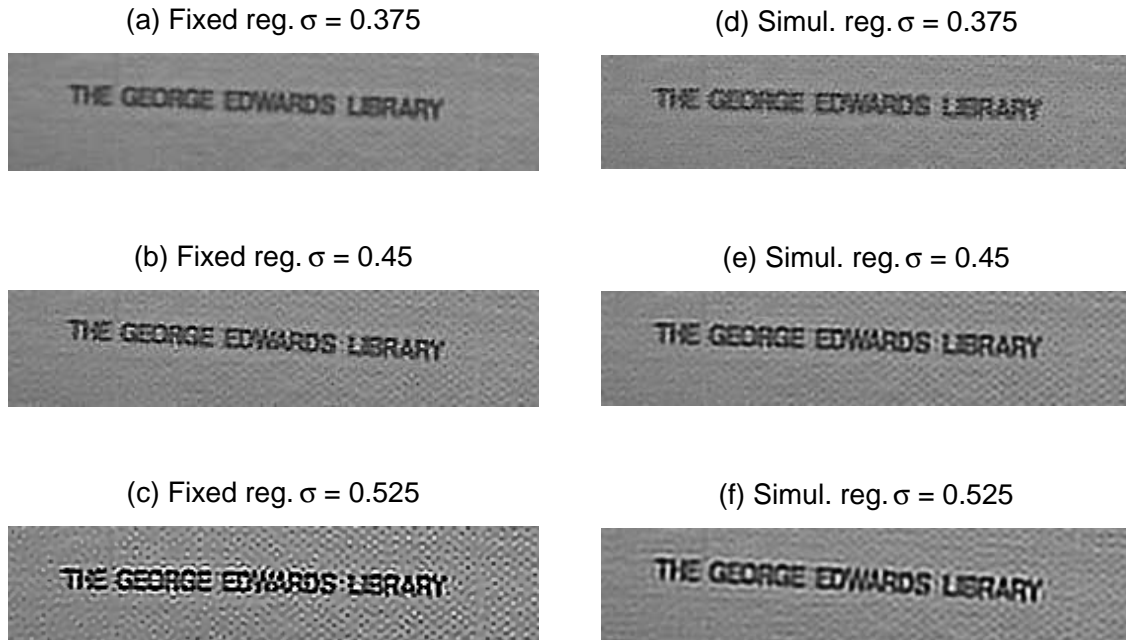 (a) Fixed reg. σ = 0.375
THE GEORGE EDWARDS LIBRARY
(b) Fixed reg. σ = 0.45
THE GEORGE EDWARDS LIBRARY
(c) Fixed reg. σ = 0.525
THE GEORGE EDWARDS LIBRARY
(d) Simul. reg. σ = 0.375
THE GEORGE EDWARDS LIBRARY
(e) Simul. reg. σ = 0.45
THE GEORGE EDWARDS LIBRARY
(f) Simul. reg. σ = 0.525
THE GEORGE EDWARDS LIBRARY